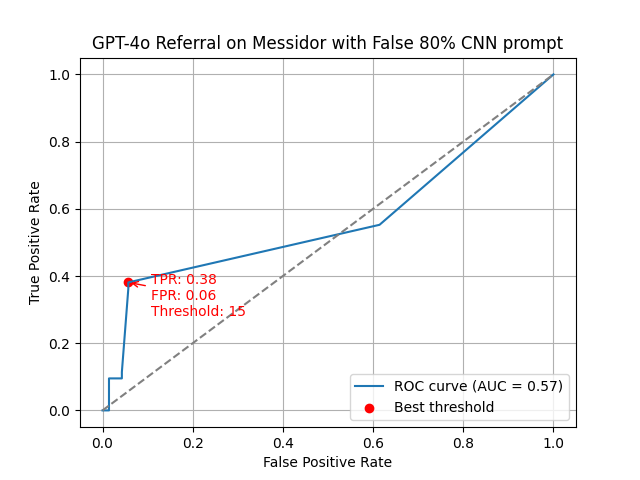 GPT-4o Referral on Messidor with False 80% CNN prompt
True Positive Rate
1.0
0.8
0.6
0.4
0.2
0.0
TPR: 0.38
FPR: 0.06
Threshold: 15
ROC curve (AUC = 0.57)
Best threshold
0.0 0.2 0.4 0.6 0.8 1.0
False Positive Rate